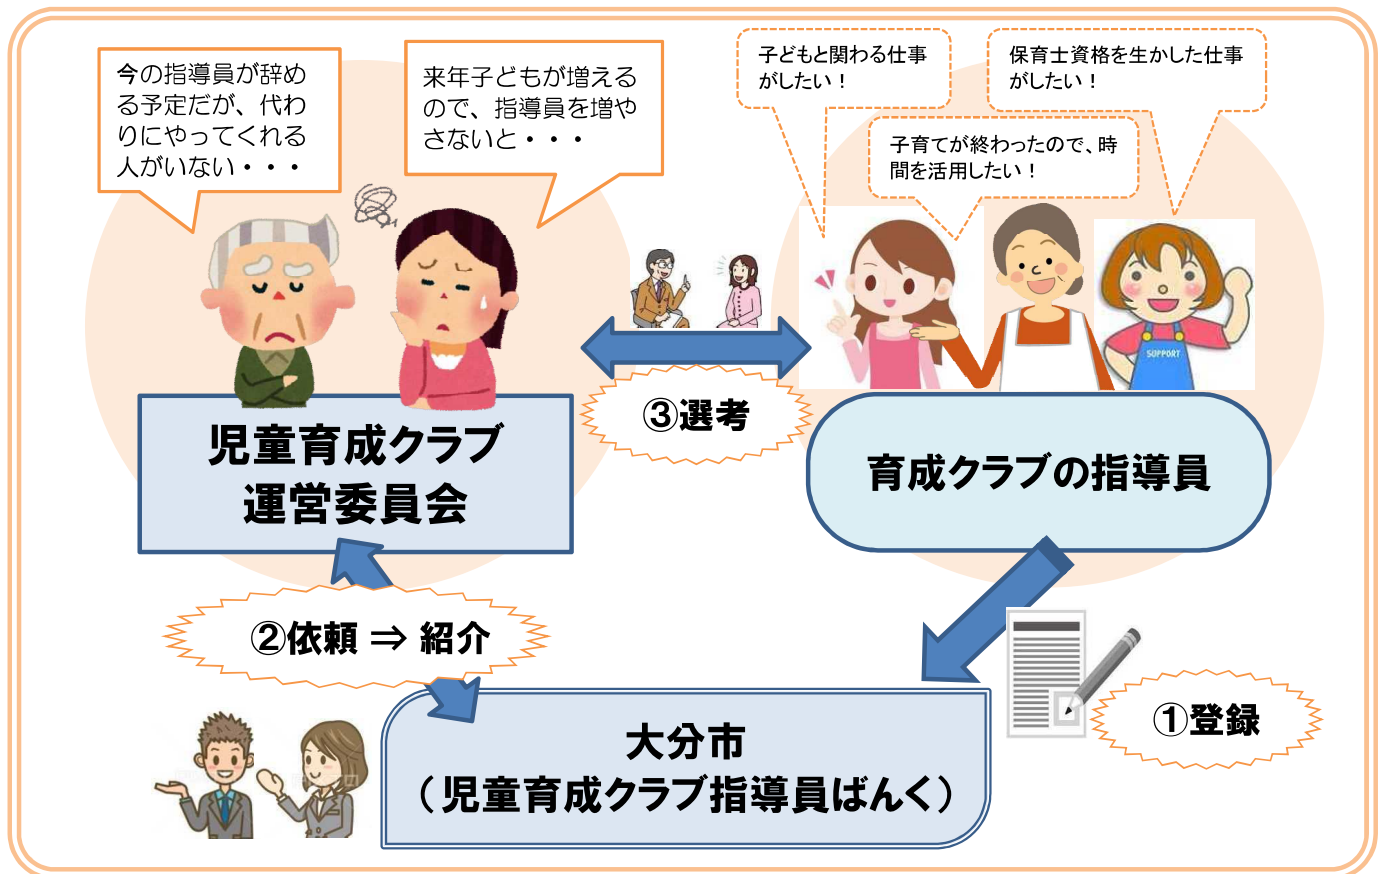 今の指導員が辞め
る予定だが、代わ
りにやってくれる
人がいない・・・
来年子どもが増える
ので、指導員を増や
さないと・・・
子どもと関わる仕事
がしたい！
保育士資格を生かした仕事
がしたい！
子育てが終わったので、時
間を活用したい！
SUPPORT
③選考
児童育成クラブ
運営委員会
育成クラブの指導員
②依頼 ⇒ 紹介
①登録
大分市
（児童育成クラブ指導員ばんく）